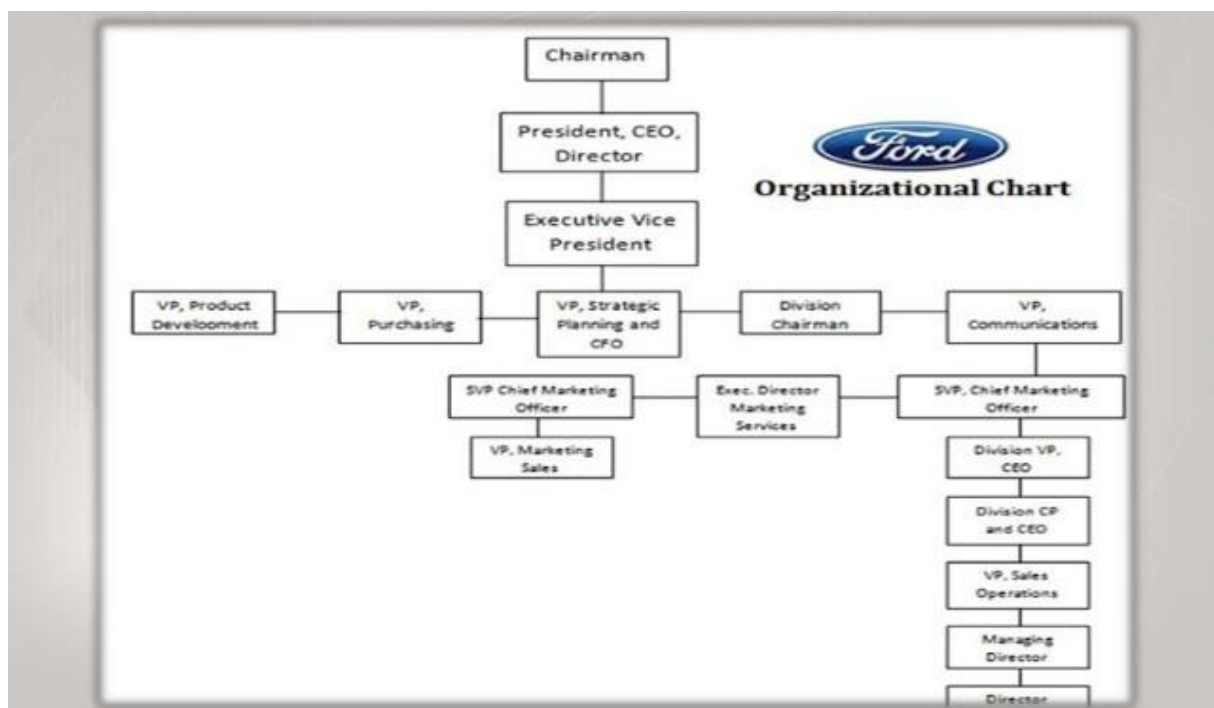 Chairman
President, CEO,
Director
Ford
Organizational Chart
Executive Vice
President
VP, Product
Development
VP,
Purchasing
VP, Strategic
Planning and
CFO
Division
Chairman
VP,
Communications
SVP Chief Marketing
Officer
Exec. Director
Marketing
Services
SVP, Chief Marketing
Officer
VP, Marketing
Sales
Division VP,
CEO
Division CP
and CEO
VP, Sales
Operations
Managing
Director
Director